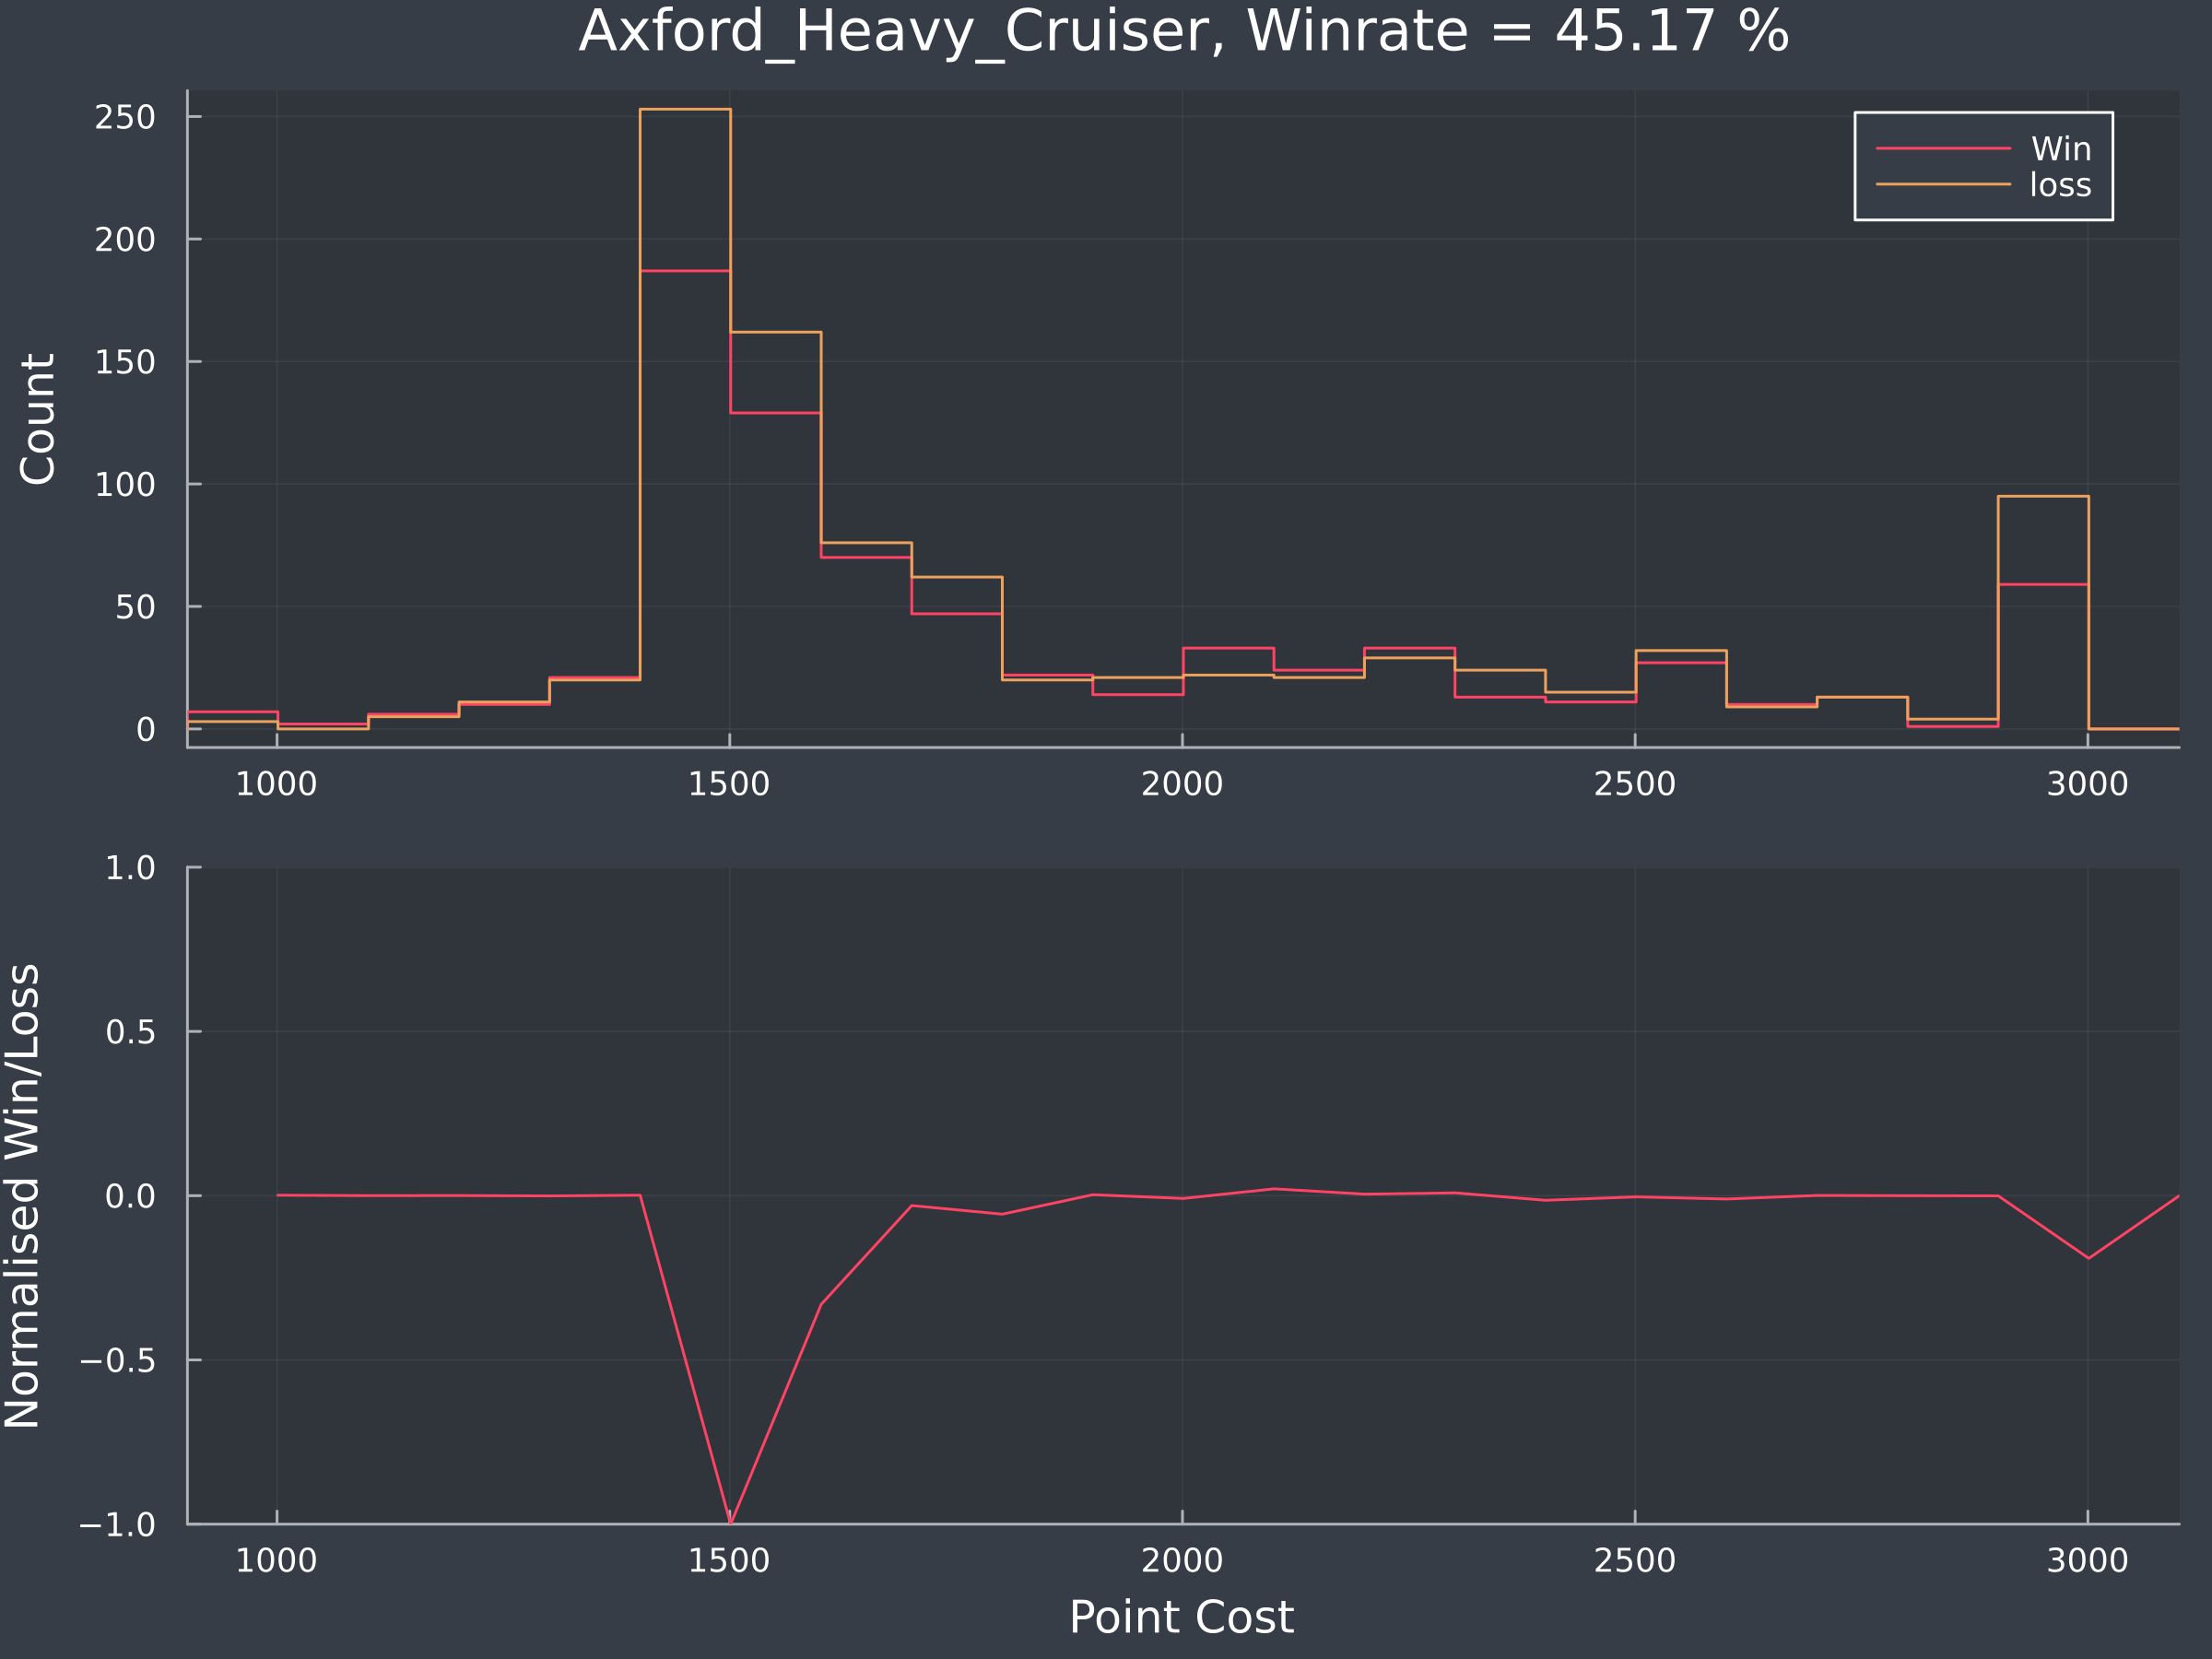 Axford_Heavy_Cruiser, Winrate = 45.17 %
Count
250
200
150
100
50
0
Win
loss
1000 1500 2000 2500 3000
Normalised Win/Loss
1.0
0.5
0.0
−0.5
−1.0
1000 1500 2000 2500 3000
Point Cost